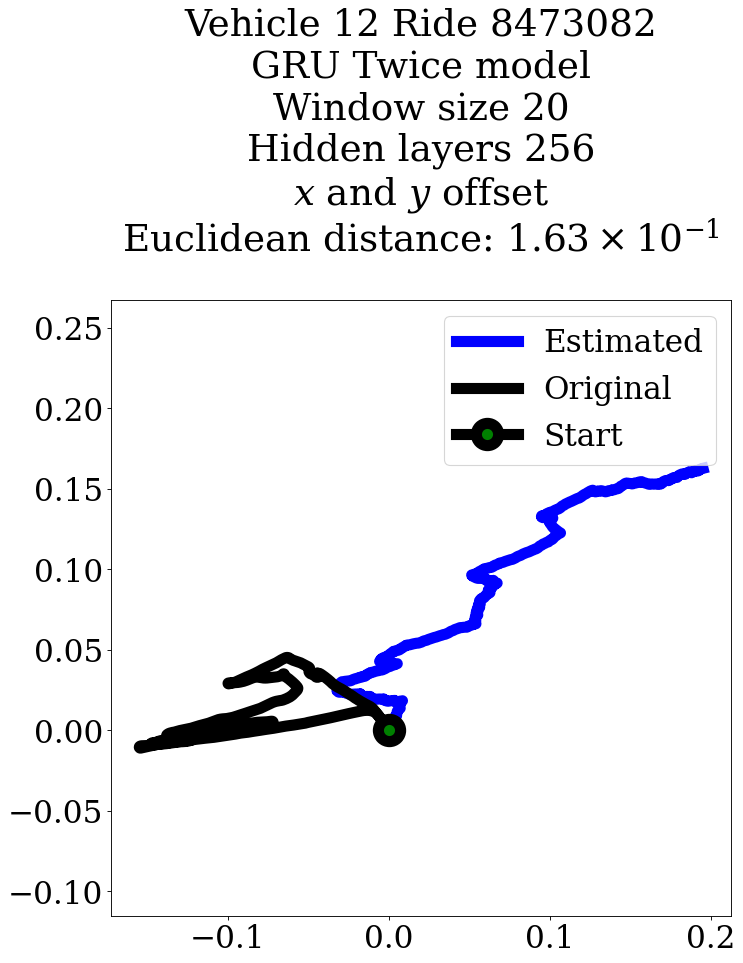 Vehicle 12 Ride 8473082
GRU Twice model
Window size 20
Hidden layers 256
x and y offset
Euclidean distance: 1.63 × 10⁻¹
Estimated
Original
Start
0.25
0.20
0.15
0.10
0.05
0.00
−0.05
−0.10
−0.1 0.0 0.1 0.2